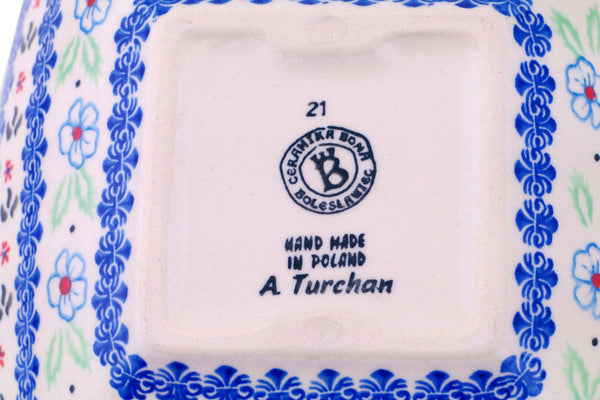 21
CERAMIKA BONA
B
BOLESŁAWIEC
HAND MADE
IN POLAND
A. Turchan